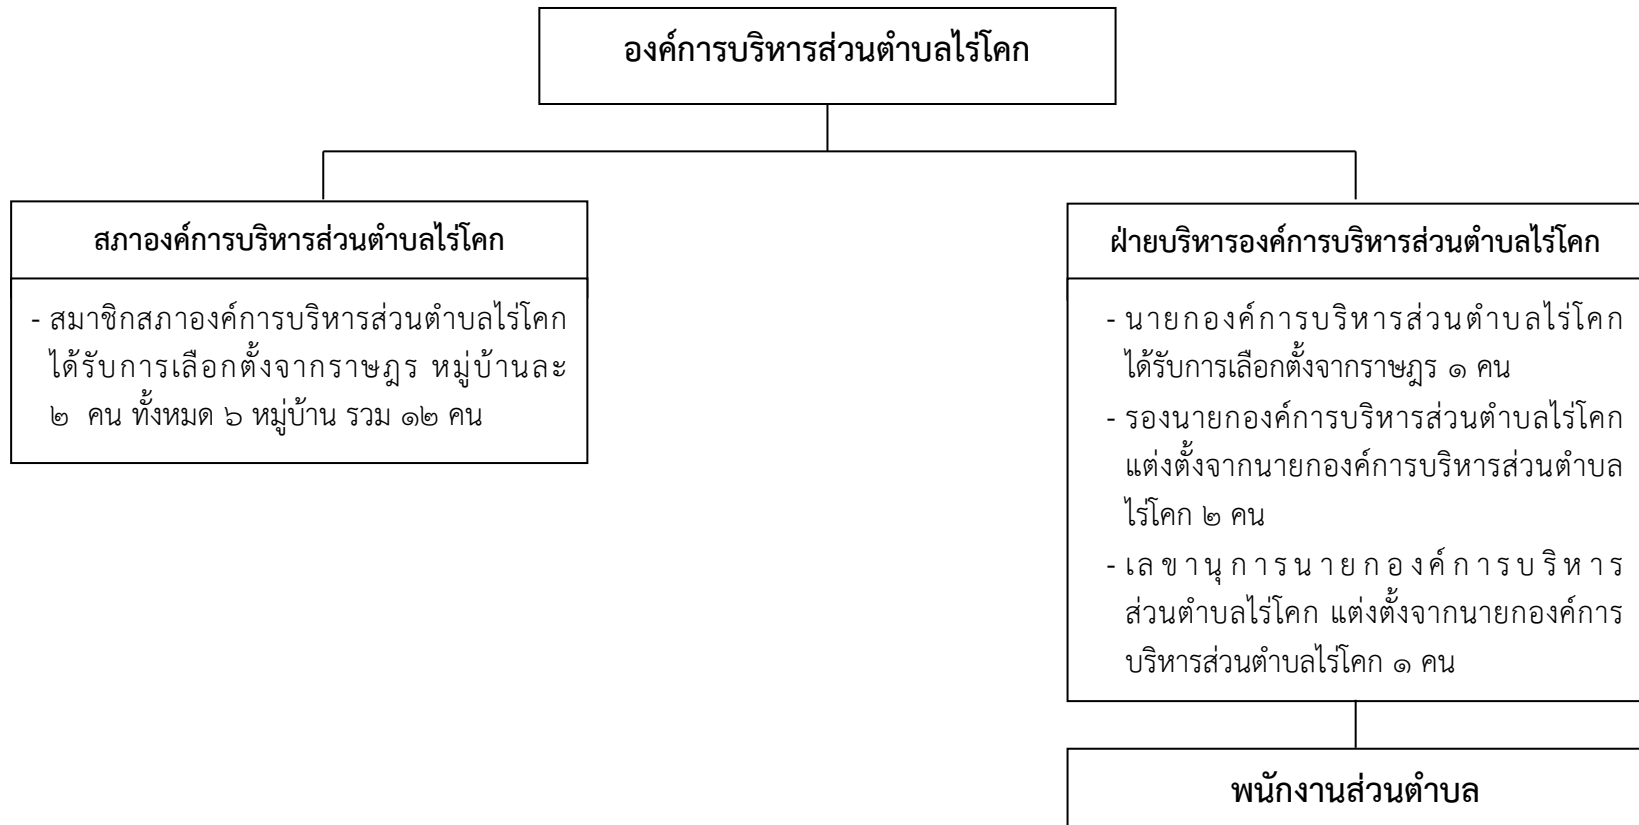 องค์การบริหารส่วนตำบลไร่โคก
สภาองค์การบริหารส่วนตำบลไร่โคก
- สมาชิกสภาองค์การบริหารส่วนตำบลไร่โคก
ได้รับการเลือกตั้งจากราษฎร หมู่บ้านละ
๒ คน ทั้งหมด ๖ หมู่บ้าน รวม ๑๒ คน
ฝ่ายบริหารองค์การบริหารส่วนตำบลไร่โคก
- นายกองค์การบริหารส่วนตำบลไร่โคก
ได้รับการเลือกตั้งจากราษฎร ๑ คน
- รองนายกองค์การบริหารส่วนตำบลไร่โคก
แต่งตั้งจากนายกองค์การบริหารส่วนตำบล
ไร่โคก ๒ คน
- เลขานุการนายกองค์การบริหาร
ส่วนตำบลไร่โคก แต่งตั้งจากนายกองค์การ
บริหารส่วนตำบลไร่โคก ๑ คน
พนักงานส่วนตำบล